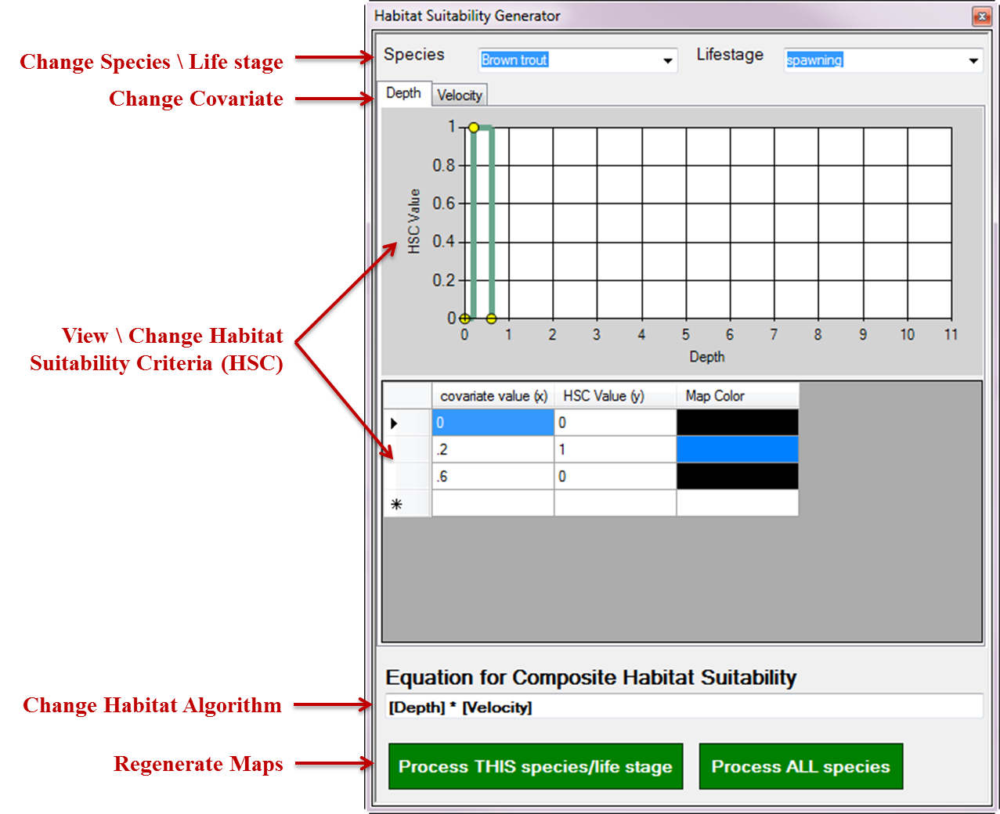 Habitat Suitability Generator
Change Species \ Life stage
Species Brown trout Lifestage spawning
Change Covariate
Depth Velocity
1
0.8
0.6
0.4
0.2
0
HSC Value
0 1 2 3 4 5 6 7 8 9 10 11
Depth
View \ Change Habitat
Suitability Criteria (HSC)
covariate value (x) HSC Value (y) Map Color
0 0
.2 1
.6 0
Equation for Composite Habitat Suitability
Change Habitat Algorithm
[Depth] * [Velocity]
Regenerate Maps
Process THIS species/life stage Process ALL species